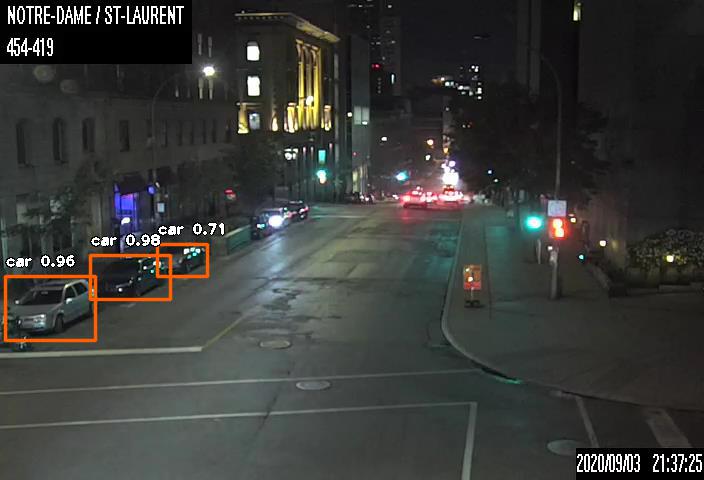 NOTRE-DAME / ST-LAURENT
454-419
car 0.71
car 0.98
car 0.96
2020/09/03 21:37:25